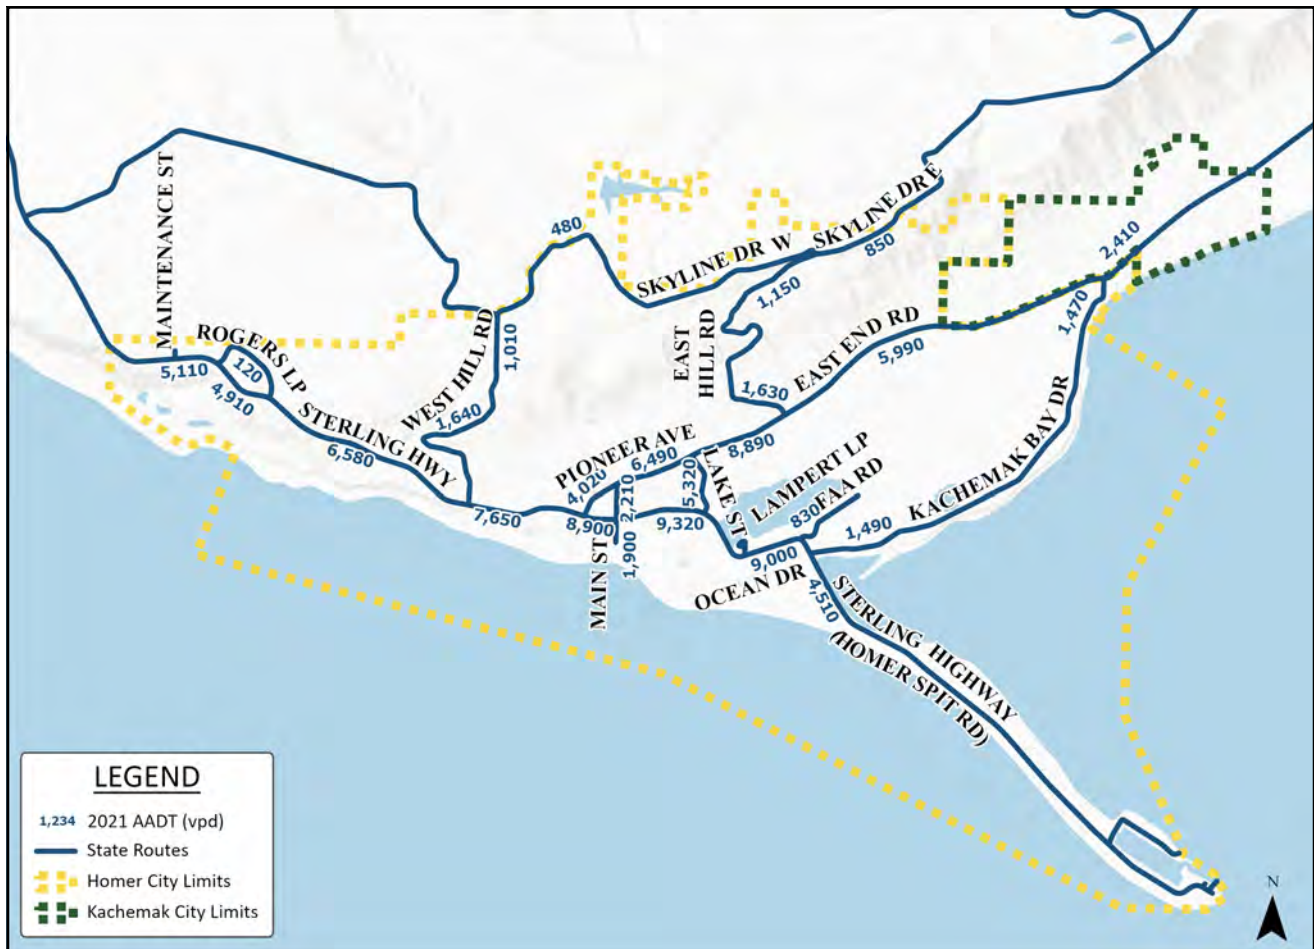 MAINTENANCE ST
480
SKYLINE DR E
SKYLINE DR W
850
2,410
1,150
1,470
ROGERS LP
120
5,110
4,910
WEST HILL RD
1,010
EAST
HILL RD
EAST END RD
5,990
1,630
1,640
STERLING HWY
6,580
PIONEER AVE
6,490
8,890
4,020
2,210
5,320
LAKE ST
LAMPERT LP
FAA RD
830
KACHEMAK BAY DR
1,490
7,650
8,900
9,320
1,900
MAIN ST
9,000
OCEAN DR
4,510
STERLING HIGHWAY
(HOMER SPIT RD)
LEGEND
1,234 2021 AADT (vpd)
State Routes
Homer City Limits
Kachemak City Limits
N